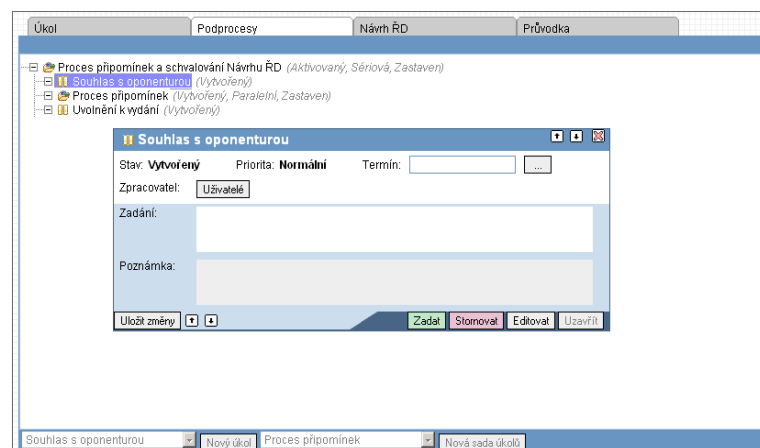 Úkol Podprocesy Návrh ŘD Průvodka
Proces připomínek a schvalování Návrhu ŘD (Aktivovaný, Sériová, Zastaven)
Souhlas s oponenturou (Vytvořený)
Proces připomínek (Vytvořený, Paralelní, Zastaven)
Uvolnění k vydání (Vytvořený)
Souhlas s oponenturou
Stav: Vytvořený Priorita: Normální Termín: ...
Zpracovatel: Uživatelé
Zadání:
Poznámka:
Uložit změny Zadat Stornovat Editovat Uzavřít
Souhlas s oponenturou Nový úkol Proces připomínek Nová sada úkolů